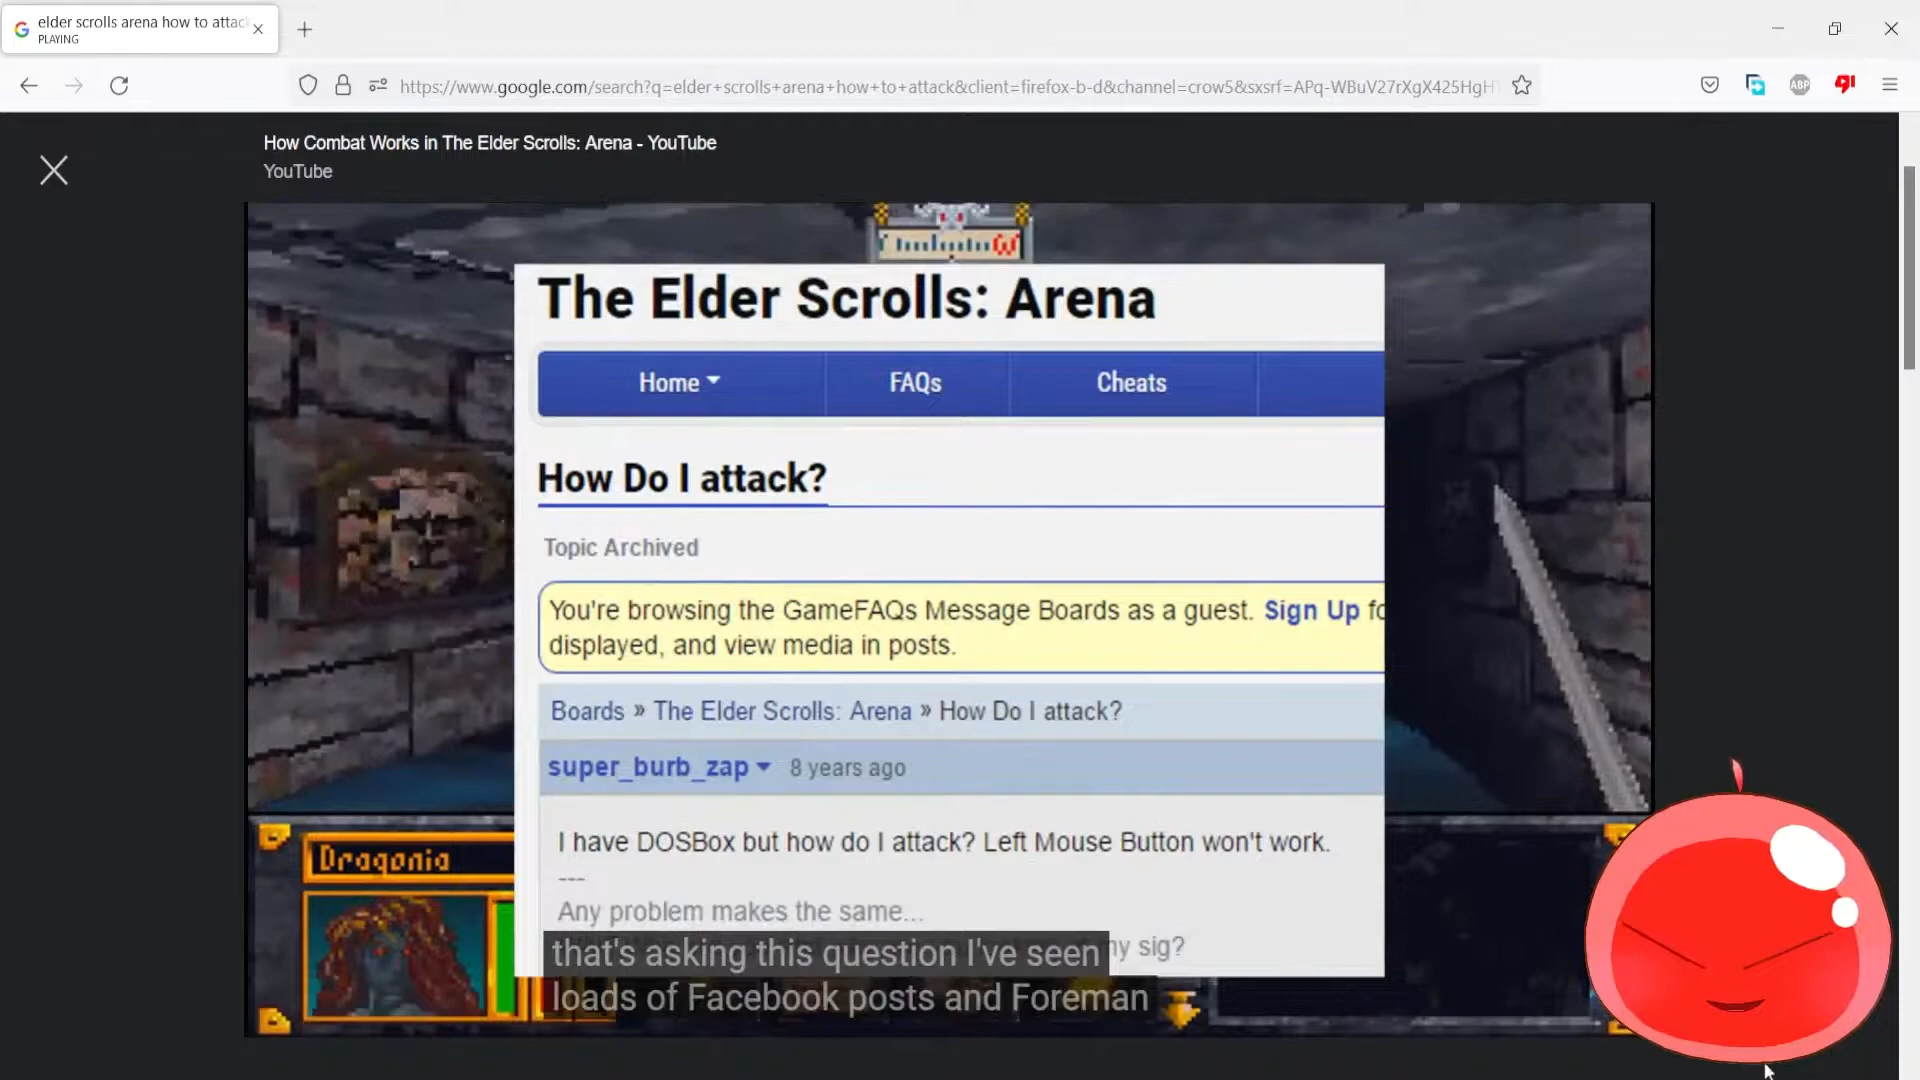 elder scrolls arena how to attac
PLAYING
https://www.google.com/search?q=elder+scrolls+arena+how+to+attack&client=firefox-b-d&channel=crow5&sxsrf=APq-WBuV27rXgX425HgH
ABP
How Combat Works in The Elder Scrolls: Arena - YouTube
YouTube
W
The Elder Scrolls: Arena
Home FAQs Cheats
How Do I attack?
Topic Archived
You're browsing the GameFAQs Message Boards as a guest. Sign Up fo
displayed, and view media in posts.
Boards » The Elder Scrolls: Arena » How Do I attack?
super_burb_zap 8 years ago
I have DOSBox but how do I attack? Left Mouse Button won't work.
---
Any problem makes the same...
my sig?
that's asking this question I've seen
loads of Facebook posts and Foreman
Dragonia